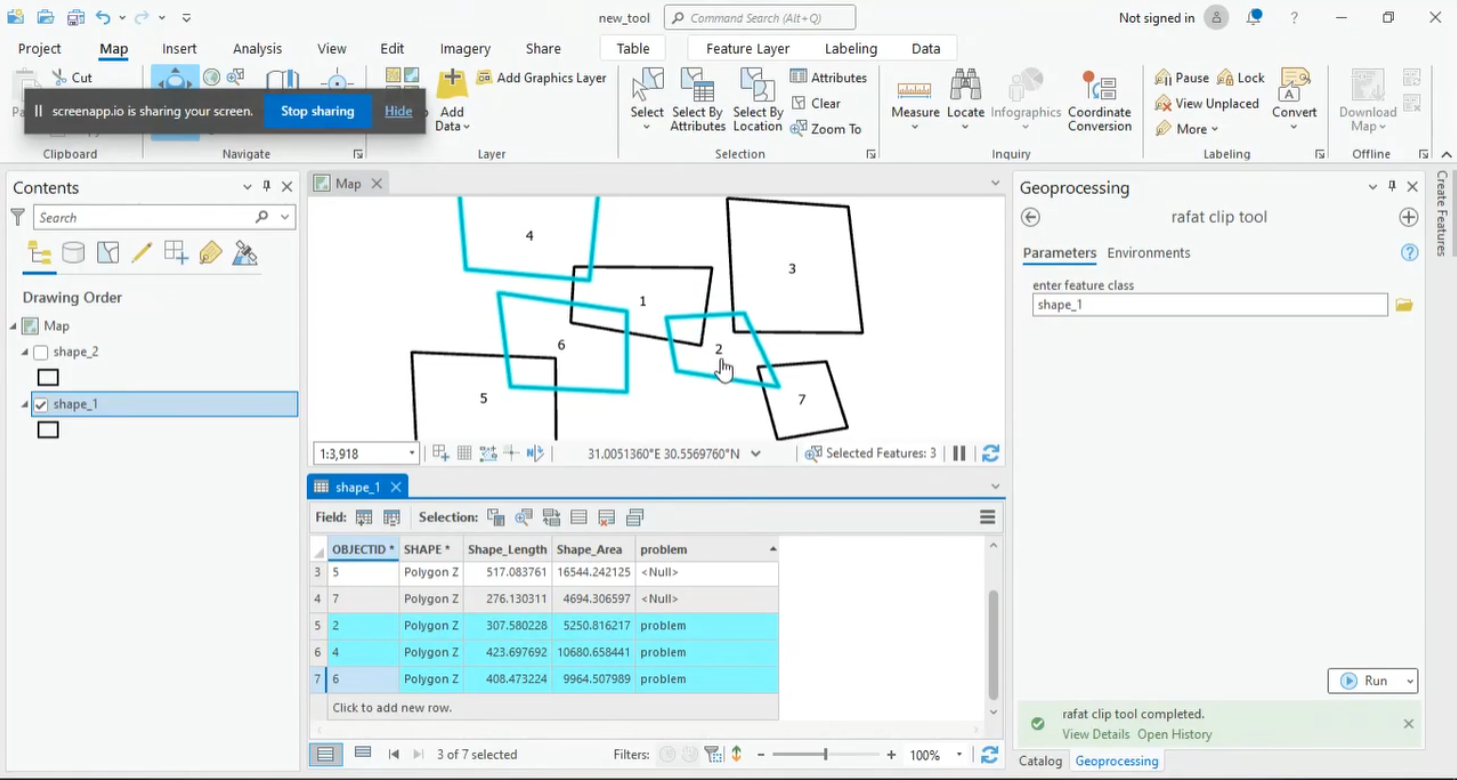 new_tool
Command Search (Alt+Q)
Not signed in
?
Project Map Insert Analysis View Edit Imagery Share Table Feature Layer Labeling Data
Cut
screenapp.io is sharing your screen. Stop sharing Hide
Clipboard
Navigate
Add Data
Add Graphics Layer
Layer
Select
Select By Attributes
Select By Location
Attributes
Clear
Zoom To
Selection
Measure
Locate
Infographics
Coordinate Conversion
Inquiry
Pause
Lock
View Unplaced
More
Convert
Labeling
Download Map
Offline
Contents
Search
Drawing Order
Map
shape_2
shape_1
Map
4
3
1
6
2
5
7
1:3,918
31.0051360°E 30.5569760°N
Selected Features: 3
shape_1
Field: Selection:
OBJECTID * SHAPE * Shape_Length Shape_Area problem
3 5 Polygon Z 517.083761 16544.242125 <Null>
4 7 Polygon Z 276.130311 4694.306597 <Null>
5 2 Polygon Z 307.580228 5250.816217 problem
6 4 Polygon Z 423.697692 10680.658441 problem
7 6 Polygon Z 408.473224 9964.507989 problem
Click to add new row.
3 of 7 selected
Filters:
100%
Geoprocessing
rafat clip tool
Parameters Environments
?
enter feature class
shape_1
Run
rafat clip tool completed.
View Details Open History
Catalog Geoprocessing
Create Features